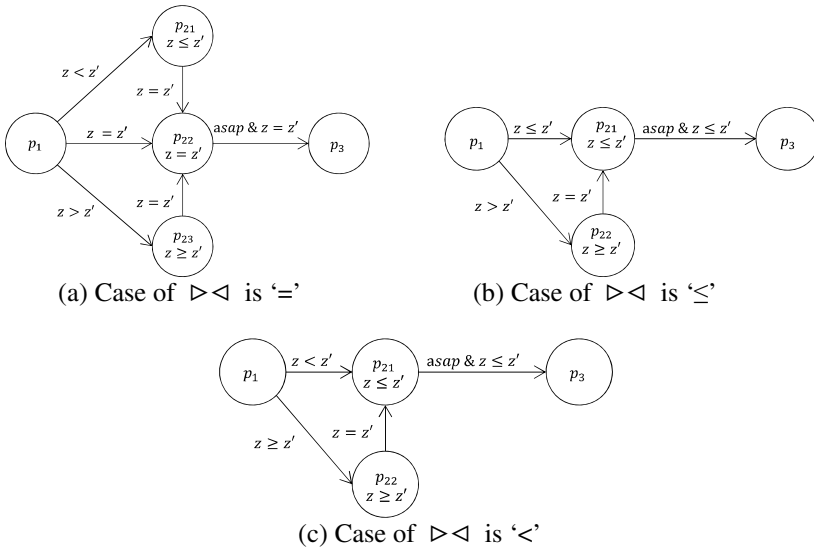 p₂₁
z ≤ z′
z < z′
z = z′
p₁
z = z′
p₂₂
z = z′
asap & z = z′
p₃
z > z′
z = z′
p₂₃
z ≥ z′
(a) Case of ▷◁ is ‘=’
p₁
z ≤ z′
p₂₁
z ≤ z′
asap & z ≤ z′
p₃
z > z′
z = z′
p₂₂
z ≥ z′
(b) Case of ▷◁ is ‘≤’
p₁
z < z′
p₂₁
z ≤ z′
asap & z ≤ z′
p₃
z ≥ z′
z = z′
p₂₂
z ≥ z′
(c) Case of ▷◁ is ‘<’